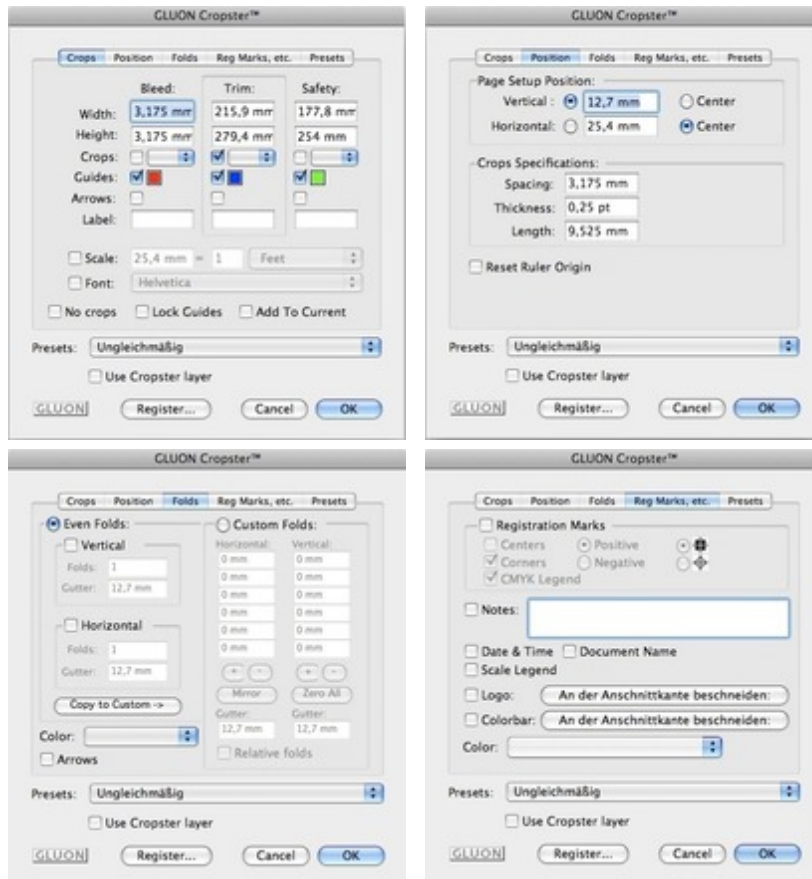 GLUON Cropster™
Crops Position Folds Reg Marks, etc. Presets
Bleed: Trim: Safety:
Width: 3,175 mm 215,9 mm 177,8 mm
Height: 3,175 mm 279,4 mm 254 mm
Crops:
Guides:
Arrows:
Label:
Scale: 25,4 mm = 1 Feet
Font: Helvetica
No crops Lock Guides Add To Current
Presets: Ungleichmäßig
Use Cropster layer
GLUON Register... Cancel OK
GLUON Cropster™
Crops Position Folds Reg Marks, etc. Presets
Page Setup Position:
Vertical : 12,7 mm Center
Horizontal: 25,4 mm Center
Crops Specifications:
Spacing: 3,175 mm
Thickness: 0,25 pt
Length: 9,525 mm
Reset Ruler Origin
Presets: Ungleichmäßig
Use Cropster layer
GLUON Register... Cancel OK
GLUON Cropster™
Crops Position Folds Reg Marks, etc. Presets
Even Folds: Custom Folds:
Vertical Horizontal: Vertical:
Folds: 1 0 mm 0 mm
Gutter: 12,7 mm 0 mm 0 mm
0 mm 0 mm
Horizontal 0 mm 0 mm
Folds: 1 0 mm 0 mm
Gutter: 12,7 mm + - + -
Copy to Custom -> Mirror Zero All
Gutter: Gutter:
Color: 12,7 mm 12,7 mm
Arrows Relative folds
Presets: Ungleichmäßig
Use Cropster layer
GLUON Register... Cancel OK
GLUON Cropster™
Crops Position Folds Reg Marks, etc. Presets
Registration Marks
Centers Positive
Corners Negative
CMYK Legend
Notes:
Date & Time Document Name
Scale Legend
Logo: An der Anschnittkante beschneiden:
Colorbar: An der Anschnittkante beschneiden:
Color:
Presets: Ungleichmäßig
Use Cropster layer
GLUON Register... Cancel OK